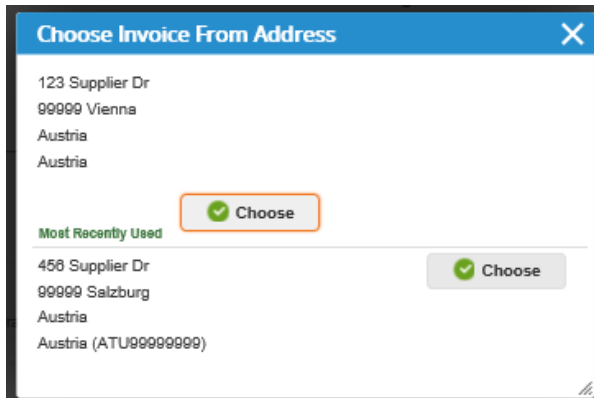 Choose Invoice From Address
123 Supplier Dr
99999 Vienna
Austria
Austria
Choose
Most Recently Used
456 Supplier Dr
Choose
99999 Salzburg
Austria
Austria (ATU99999999)